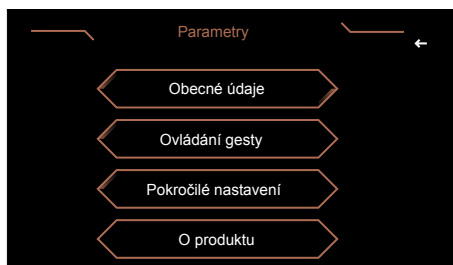 Parametry
Obecné údaje
Ovládání gesty
Pokročilé nastavení
O produktu